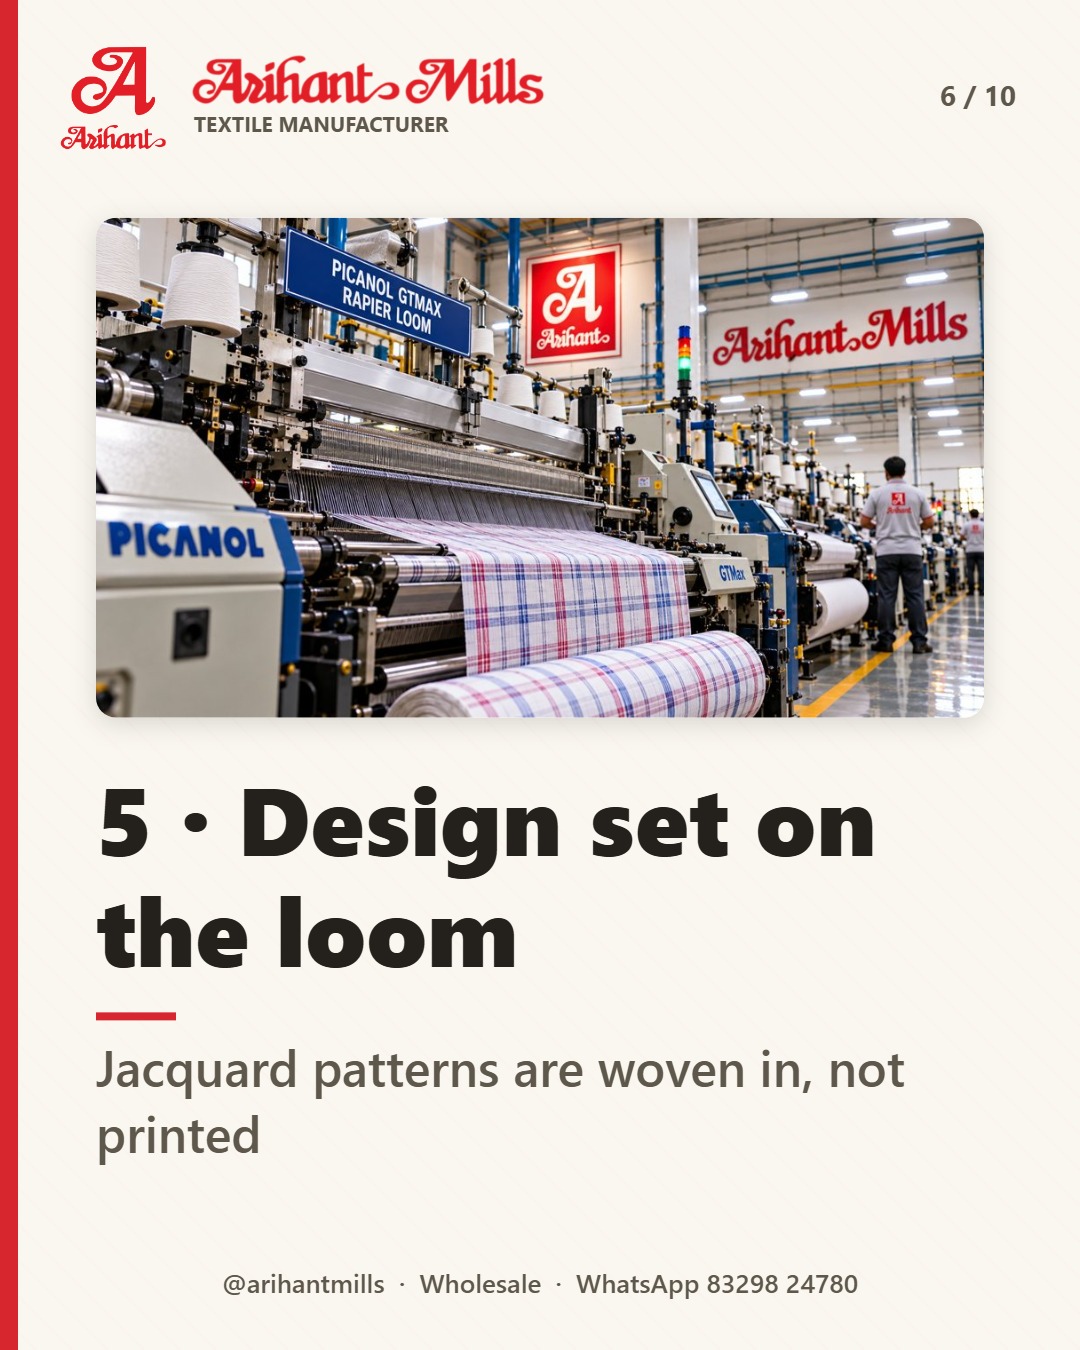 A
Arihant
Arihant Mills
TEXTILE MANUFACTURER
6 / 10
PICANOL GTMAX
RAPIER LOOM
A
Arihant
Arihant Mills
A
Arihant
PICANOL
GTMax
5 · Design set on
the loom
Jacquard patterns are woven in, not
printed
@arihantmills · Wholesale · WhatsApp 83298 24780